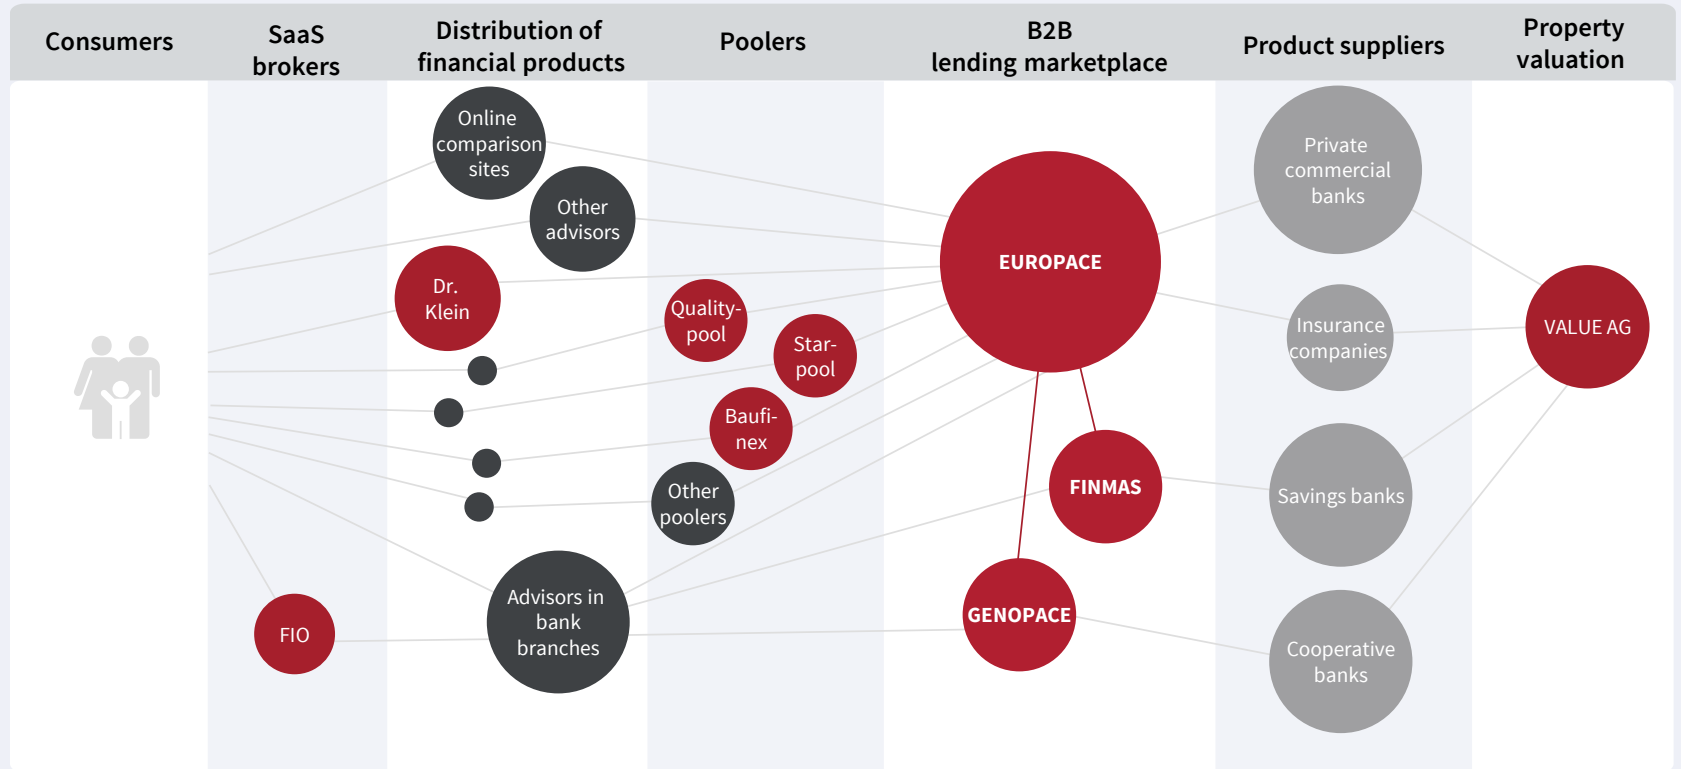 Consumers
SaaS
brokers
Distribution of
financial products
Poolers
B2B
lending marketplace
Product suppliers
Property
valuation
Online
comparison
sites
Other
advisors
Dr.
Klein
Advisors in
bank
branches
FIO
Quality-
pool
Star-
pool
Baufi-
nex
Other
poolers
EUROPACE
FINMAS
GENOPACE
Private
commercial
banks
Insurance
companies
Savings banks
Cooperative
banks
VALUE AG